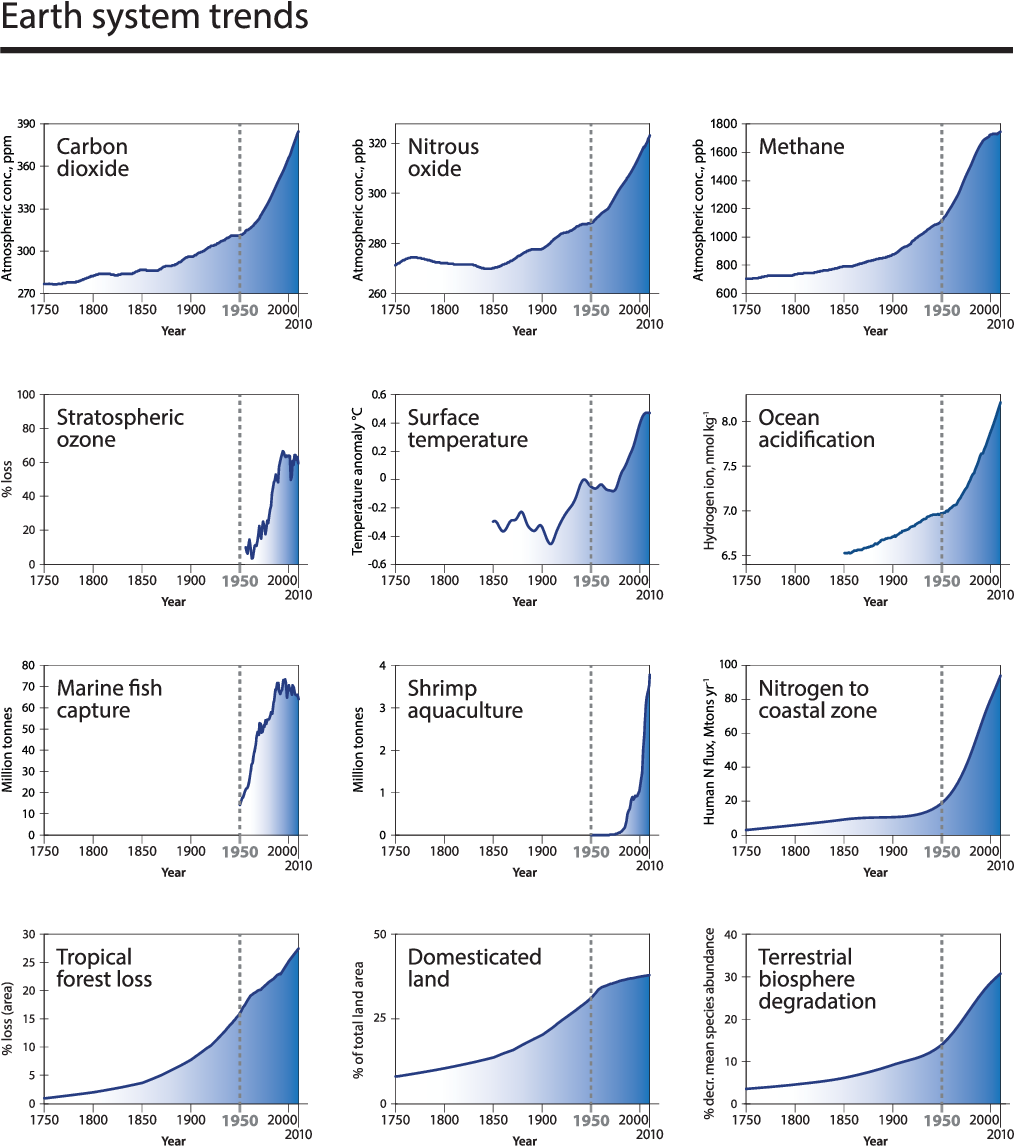 Earth system trends
Carbon
dioxide
Atmospheric conc., ppm
390
360
330
300
270
1750 1800 1850 1900 1950 2000
2010
Year
Nitrous
oxide
Atmospheric conc., ppb
320
300
280
260
1750 1800 1850 1900 1950 2000
2010
Year
Methane
Atmospheric conc., ppb
1800
1600
1400
1200
1000
800
600
1750 1800 1850 1900 1950 2000
2010
Year
Stratospheric
ozone
% loss
100
80
60
40
20
0
1750 1800 1850 1900 1950 2000
2010
Year
Surface
temperature
Temperature anomaly °C
0.6
0.4
0.2
0
-0.2
-0.4
-0.6
1750 1800 1850 1900 1950 2000
2010
Year
Ocean
acidification
Hydrogen ion, nmol kg⁻¹
8.0
7.5
7.0
6.5
1750 1800 1850 1900 1950 2000
2010
Year
Marine fish
capture
Million tonnes
80
70
60
50
40
30
20
10
0
1750 1800 1850 1900 1950 2000
2010
Year
Shrimp
aquaculture
Million tonnes
4
3
2
1
0
1750 1800 1850 1900 1950 2000
2010
Year
Nitrogen to
coastal zone
Human N flux, Mtons yr⁻¹
100
80
60
40
20
0
1750 1800 1850 1900 1950 2000
2010
Year
Tropical
forest loss
% loss (area)
30
25
20
15
10
5
0
1750 1800 1850 1900 1950 2000
2010
Year
Domesticated
land
% of total land area
50
25
0
1750 1800 1850 1900 1950 2000
2010
Year
Terrestrial
biosphere
degradation
% decr. mean species abundance
40
30
20
10
0
1750 1800 1850 1900 1950 2000
2010
Year